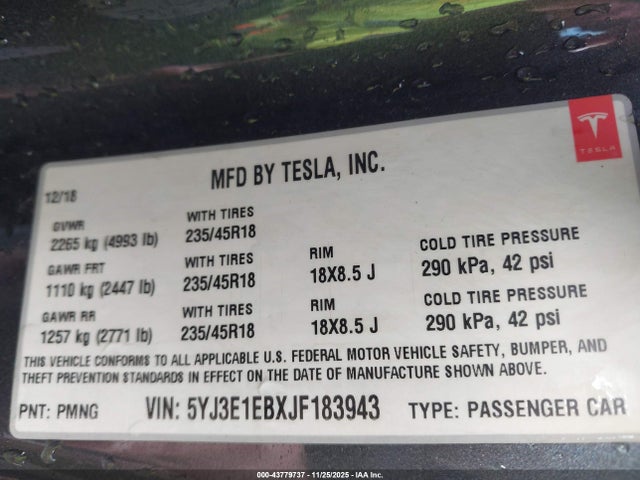 TESLA
MFD BY TESLA, INC.
12/18
GVWR
2265 kg (4993 lb)
WITH TIRES
235/45R18
GAWR FRT
1110 kg (2447 lb)
WITH TIRES
235/45R18
RIM
18X8.5 J
COLD TIRE PRESSURE
290 kPa, 42 psi
GAWR RR
1257 kg (2771 lb)
WITH TIRES
235/45R18
RIM
18X8.5 J
COLD TIRE PRESSURE
290 kPa, 42 psi
THIS VEHICLE CONFORMS TO ALL APPLICABLE U.S. FEDERAL MOTOR VEHICLE SAFETY, BUMPER, AND
THEFT PREVENTION STANDARDS IN EFFECT ON THE DATE OF MANUFACTURE SHOWN ABOVE.
PNT: PMNG VIN: 5YJ3E1EBXJF183943 TYPE: PASSENGER CAR
000-43779737 - 11/25/2025 - IAA Inc.